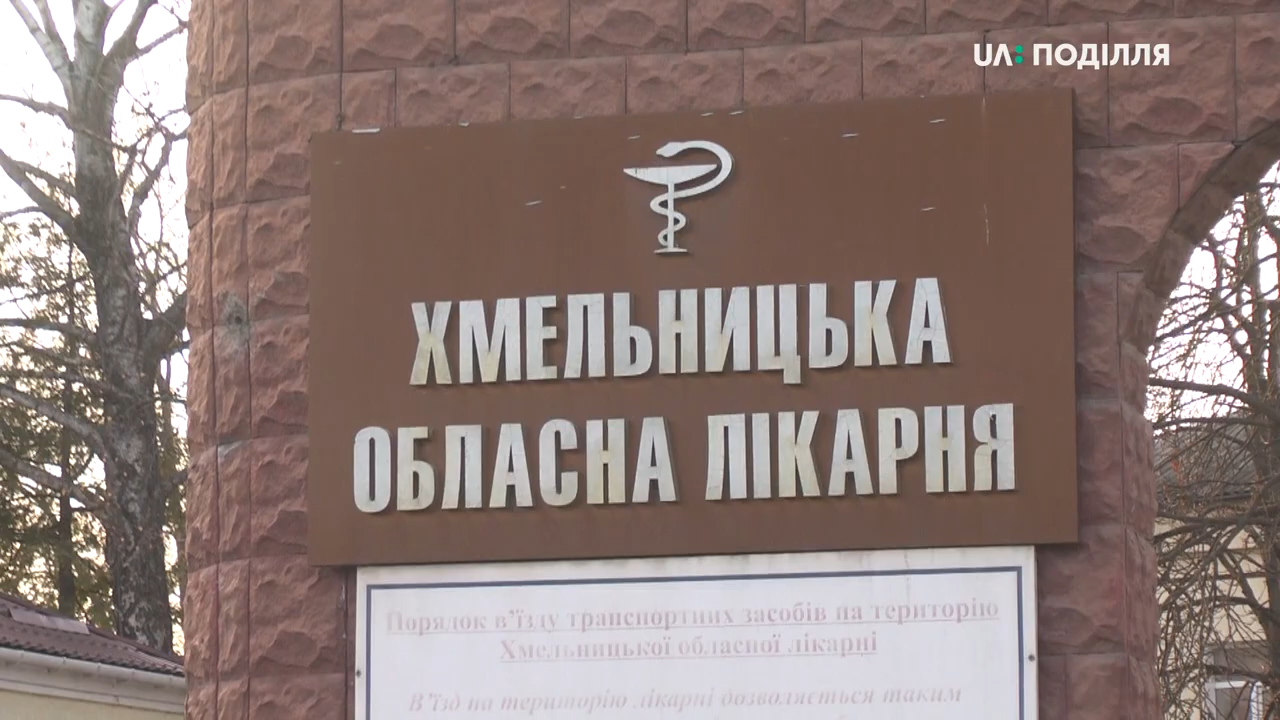 UA: ПОДІЛЛЯ
ХМЕЛЬНИЦЬКА
ОБЛАСНА ЛІКАРНЯ
Порядок в'їзду транспортних засобів на територію
Хмельницької обласної лікарні
В'їзд на територію лікарні дозволяється таким